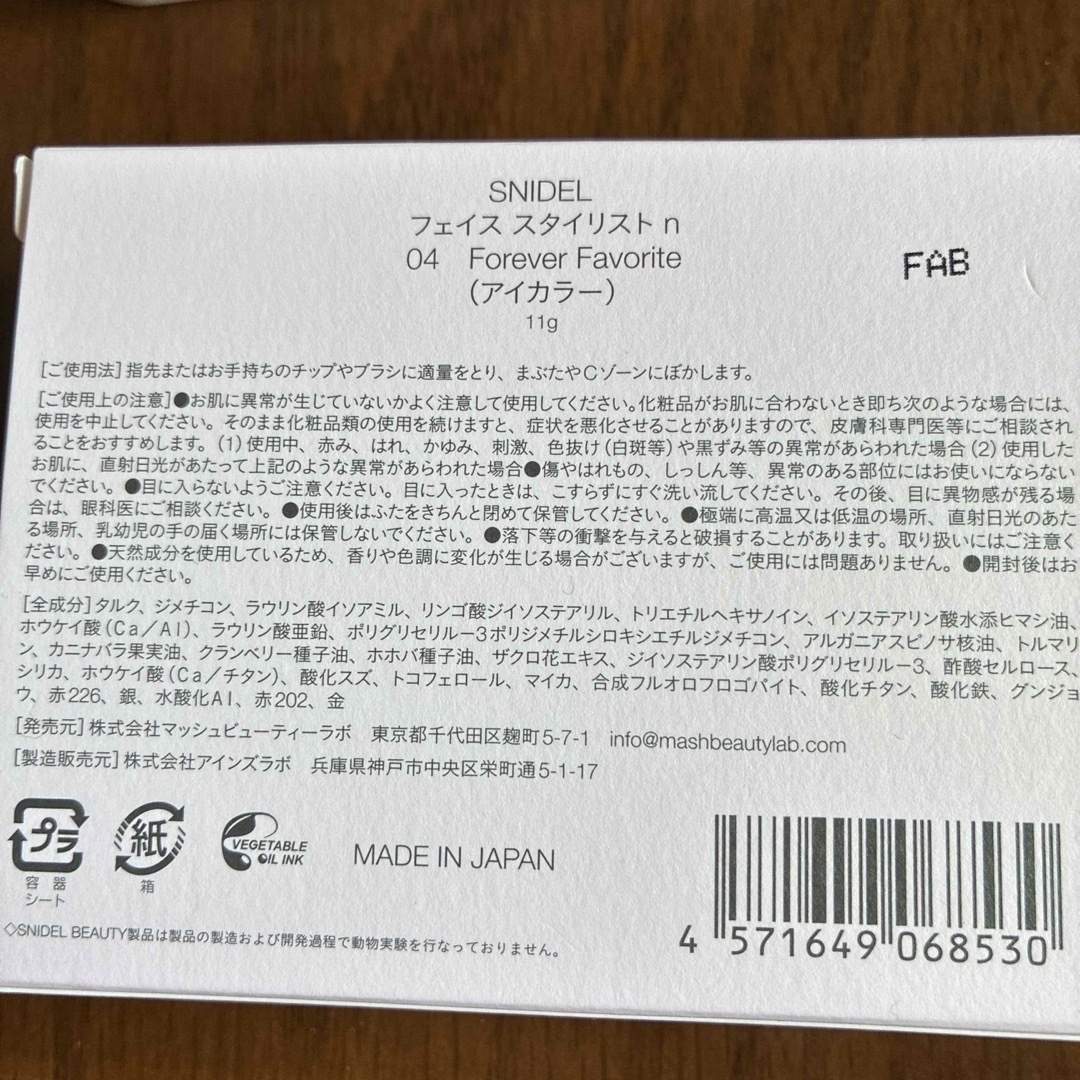 SNIDEL
フェイス スタイリスト n
04 Forever Favorite
(アイカラー)
11g
FAB
[ご使用法]指先またはお手持ちのチップやブラシに適量をとり、まぶたやCゾーンにぼかします。
[ご使用上の注意]●お肌に異常が生じていないかよく注意して使用してください。化粧品がお肌に合わないとき即ち次のような場合には、
使用を中止してください。そのまま化粧品類の使用を続けますと、症状を悪化させることがありますので、皮膚科専門医等にご相談され
ることをおすすめします。(1)使用中、赤み、はれ、かゆみ、刺激、色抜け(白斑等)や黒ずみ等の異常があらわれた場合(2)使用した
お肌に、直射日光があたって上記のような異常があらわれた場合●傷やはれもの、しっしん等、異常のある部位にはお使いにならない
でください。●目に入らないようご注意ください。目に入ったときは、こすらずにすぐ洗い流してください。その後、目に異物感が残る場
合は、眼科医にご相談ください。●使用後はふたをきちんと閉めて保管してください。●極端に高温又は低温の場所、直射日光のあた
る場所、乳幼児の手の届く場所には保管しないでください。●落下等の衝撃を与えると破損することがあります。取り扱いにはご注意く
ださい。●天然成分を使用しているため、香りや色調に変化が生じる場合がございますが、ご使用には問題ありません。●開封後はお
早めにご使用ください。
[全成分]タルク、ジメチコン、ラウリン酸イソアミル、リンゴ酸ジイソステアリル、トリエチルヘキサノイン、イソステアリン酸水添ヒマシ油、
ホウケイ酸(Ca/Al)、ラウリン酸亜鉛、ポリグリセリルー3ポリジメチルシロキシエチルジメチコン、アルガニアスピノサ核油、トルマリ
ン、カニナバラ果実油、クランベリー種子油、ホホバ種子油、ザクロ花エキス、ジイソステアリン酸ポリグリセリルー3、酢酸セルロース、
シリカ、ホウケイ酸(Ca/チタン)、酸化スズ、トコフェロール、マイカ、合成フルオロフロゴパイト、酸化チタン、酸化鉄、グンジョ
ウ、赤226、銀、水酸化Al、赤202、金
[発売元]株式会社マッシュビューティーラボ 東京都千代田区麹町5-7-1 info@mashbeautylab.com
[製造販売元]株式会社アインズラボ 兵庫県神戸市中央区栄町通5-1-17
プラ
容器
シート
紙
箱
VEGETABLE
OIL INK
MADE IN JAPAN
◇SNIDEL BEAUTY製品は製品の製造および開発過程で動物実験を行なっておりません。
4 571649 068530